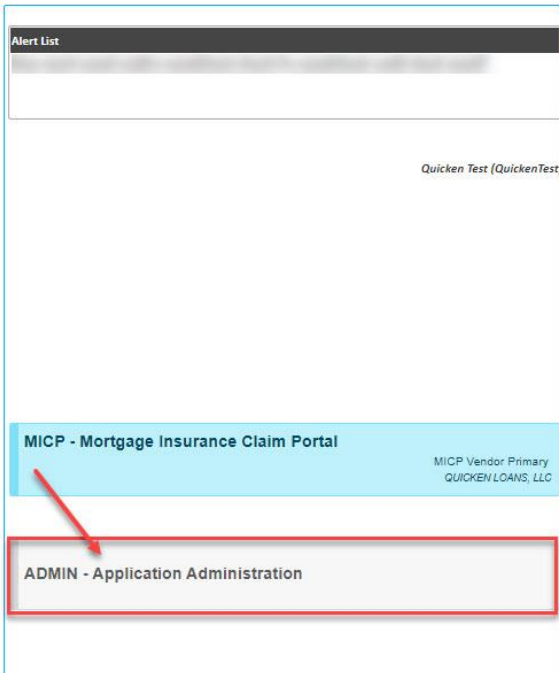 Alert List
Quicken Test (QuickenTest
MICP - Mortgage Insurance Claim Portal
MICP Vendor Primary
QUICKEN LOANS, LLC
ADMIN - Application Administration